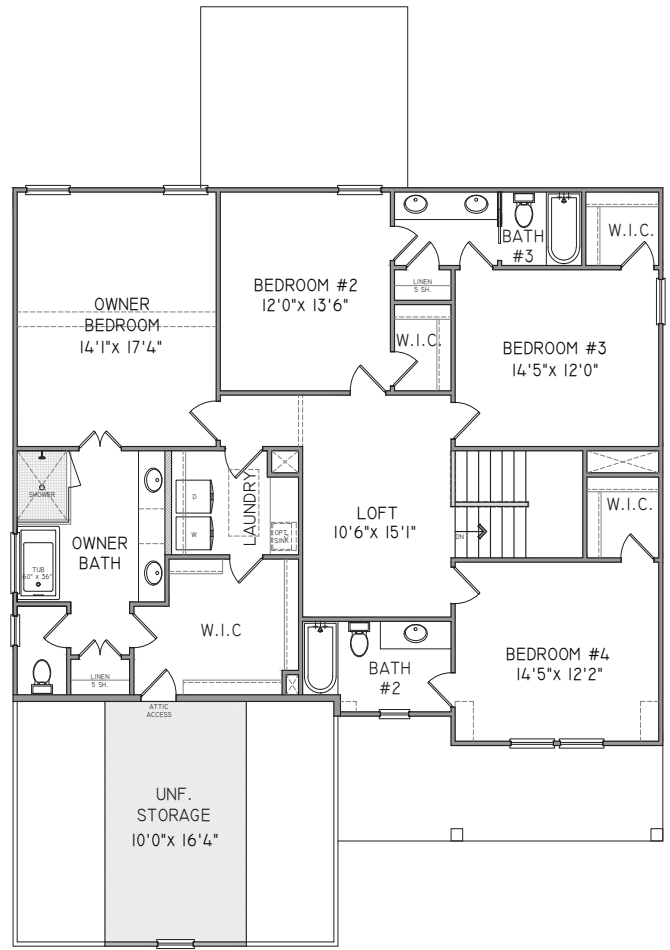 BATH
#3
W.I.C.
BEDROOM #2
12'0"x 13'6"
LINEN
5 SH.
OWNER
BEDROOM
14'1"x 17'4"
W.I.C.
BEDROOM #3
14'5"x 12'0"
SHOWER
D
W
LAUNDRY
OPT.
SINK
LOFT
10'6"x 15'1"
DN
W.I.C.
OWNER
BATH
TUB
60" x 36"
W.I.C
BATH
#2
BEDROOM #4
14'5"x 12'2"
LINEN
5 SH.
ATTIC
ACCESS
UNF.
STORAGE
10'0"x 16'4"